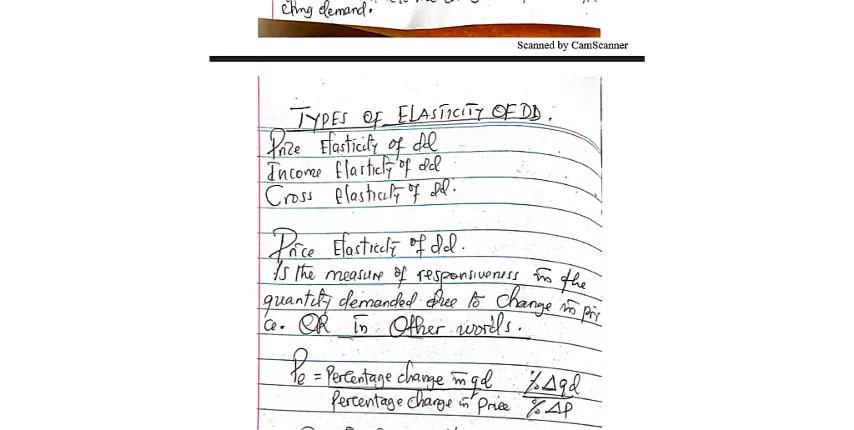 cting demand.
Scanned by CamScanner
TYPES OF ELASTICITY OF DD.
Price Elasticity of dd
Income Elasticity of dd
Cross Elasticity of dd.
Price Elasticity of dd.
Is the measure of responsiveness in the
quantity demanded due to change in pri
ce. OR in Other words.
Pe = Percentage change in qd %Δqd
Percentage change in price %ΔP